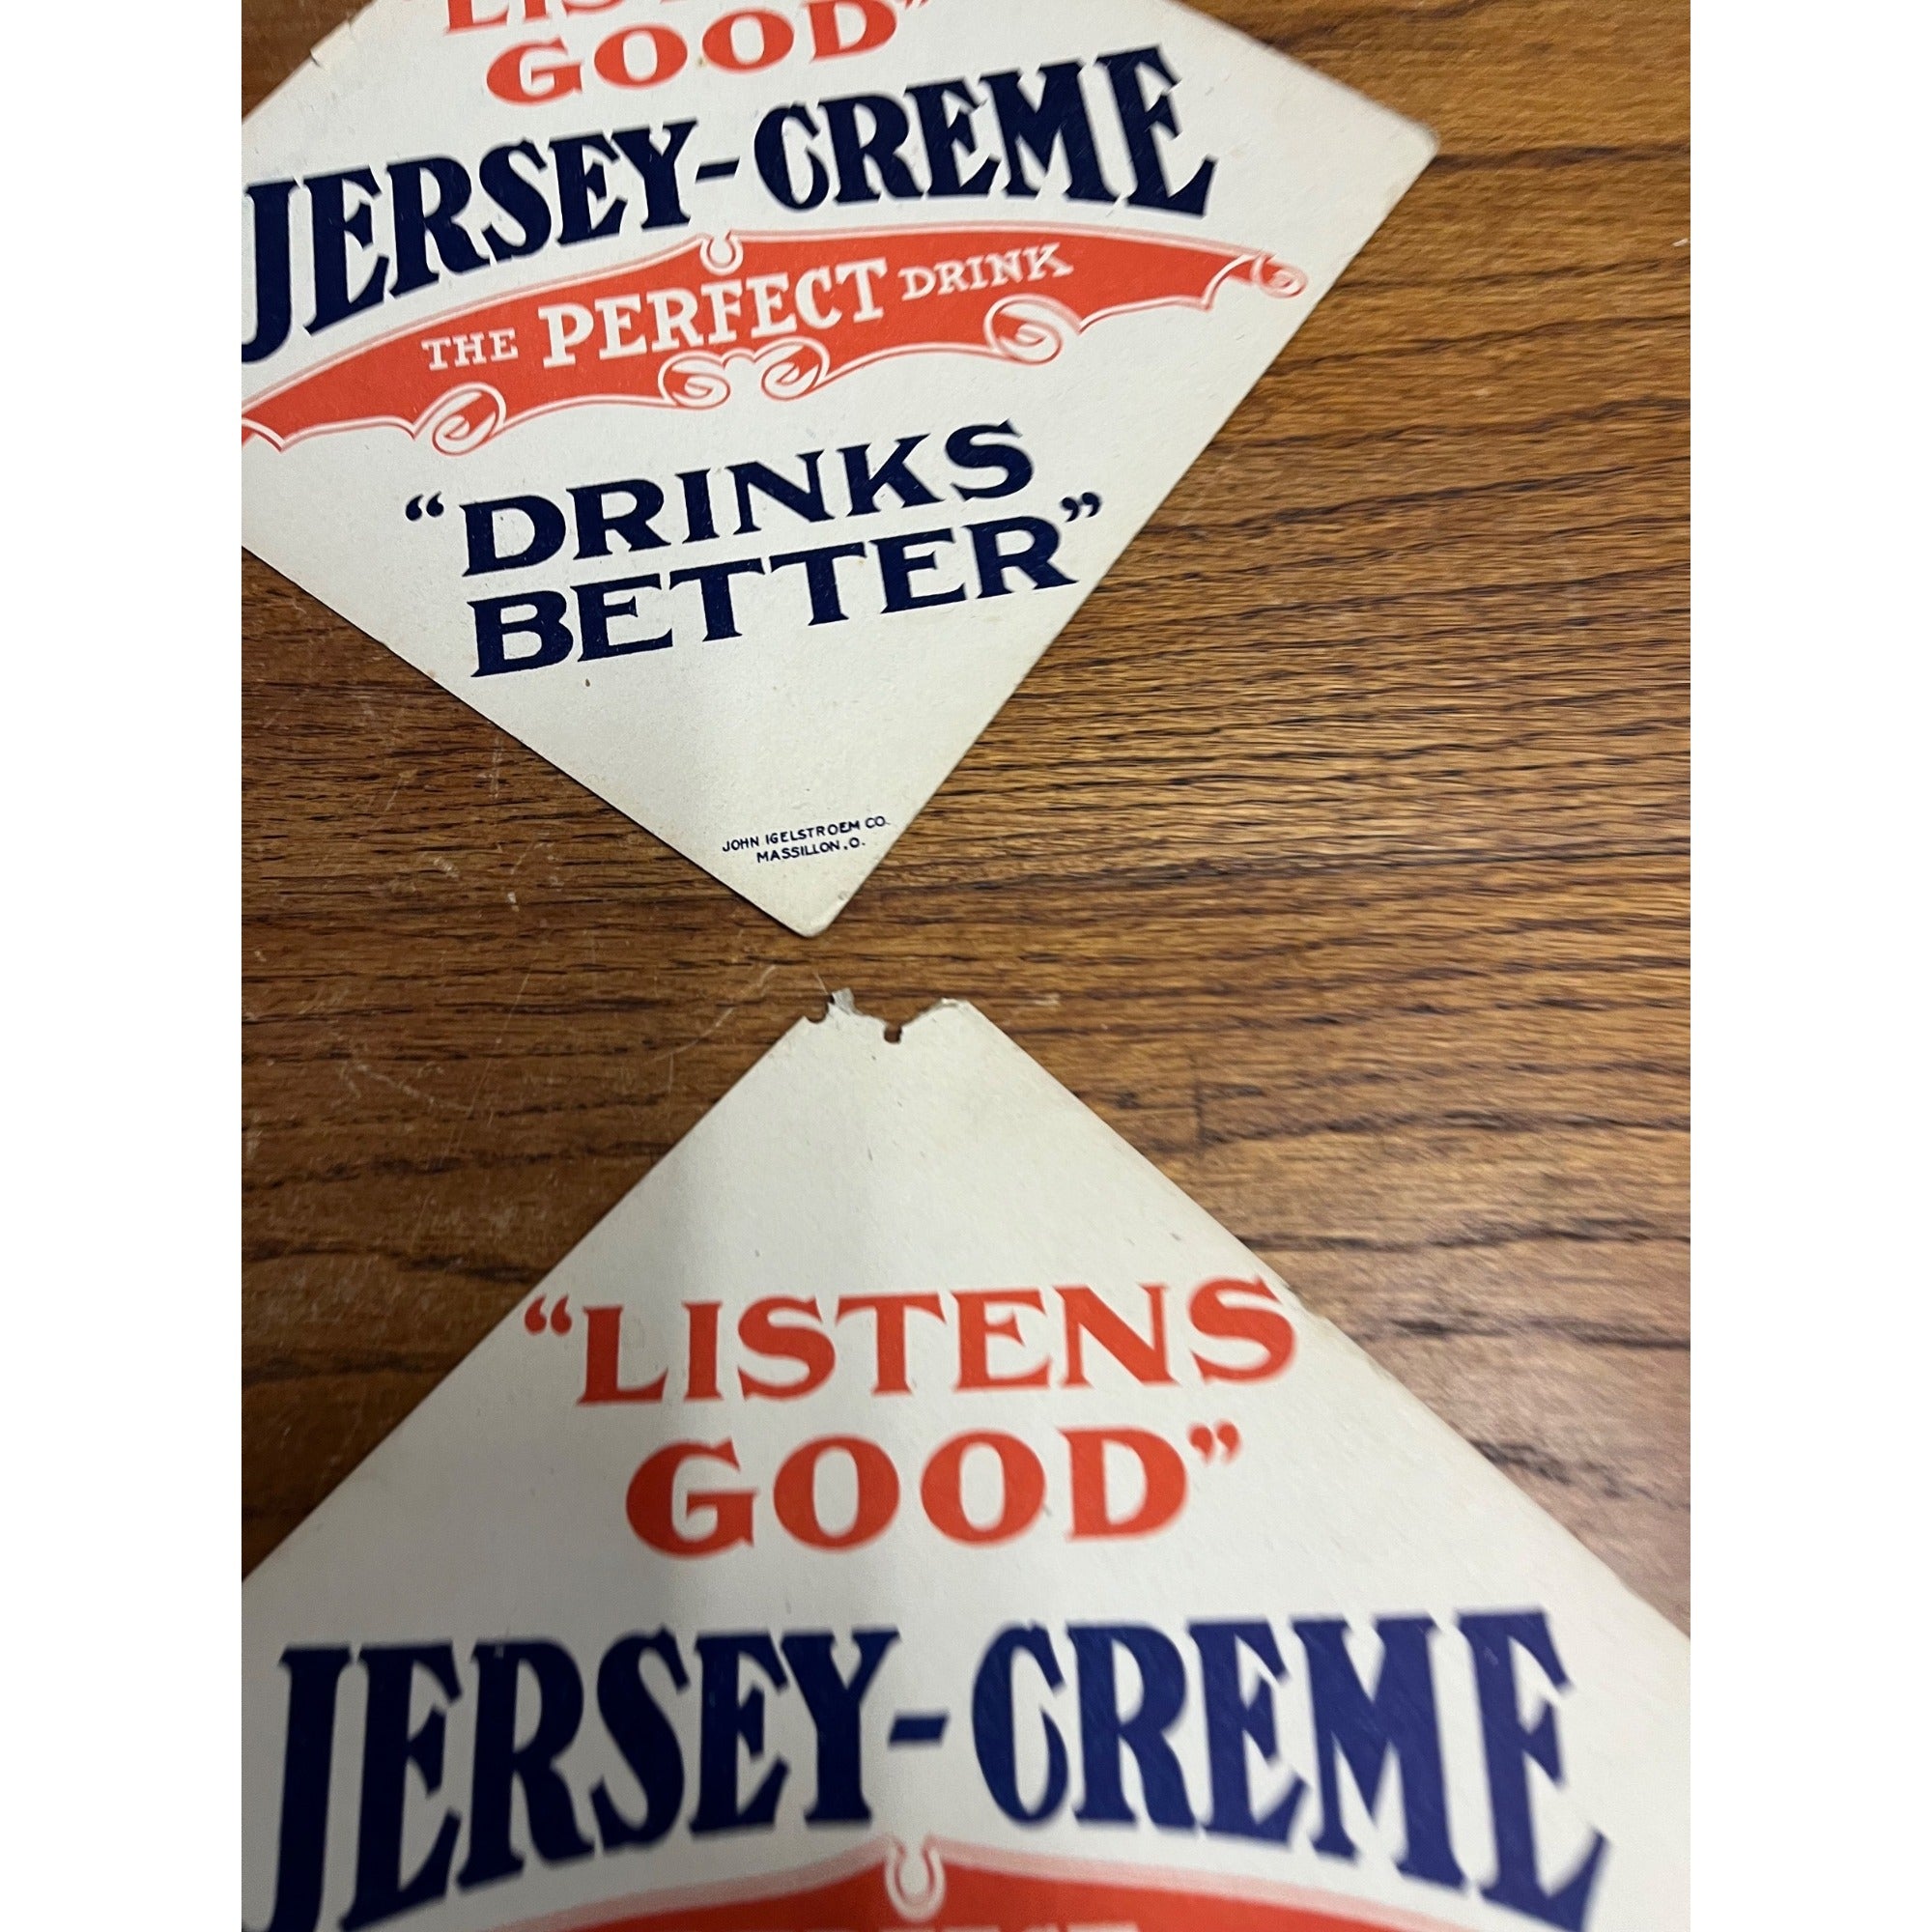 GOOD"
JERSEY-CREME
THE PERFECT DRINK
"DRINKS
BETTER"
JOHN IGELSTROEM CO.
MASSILLON, O.
"LISTENS
GOOD"
JERSEY-CREME